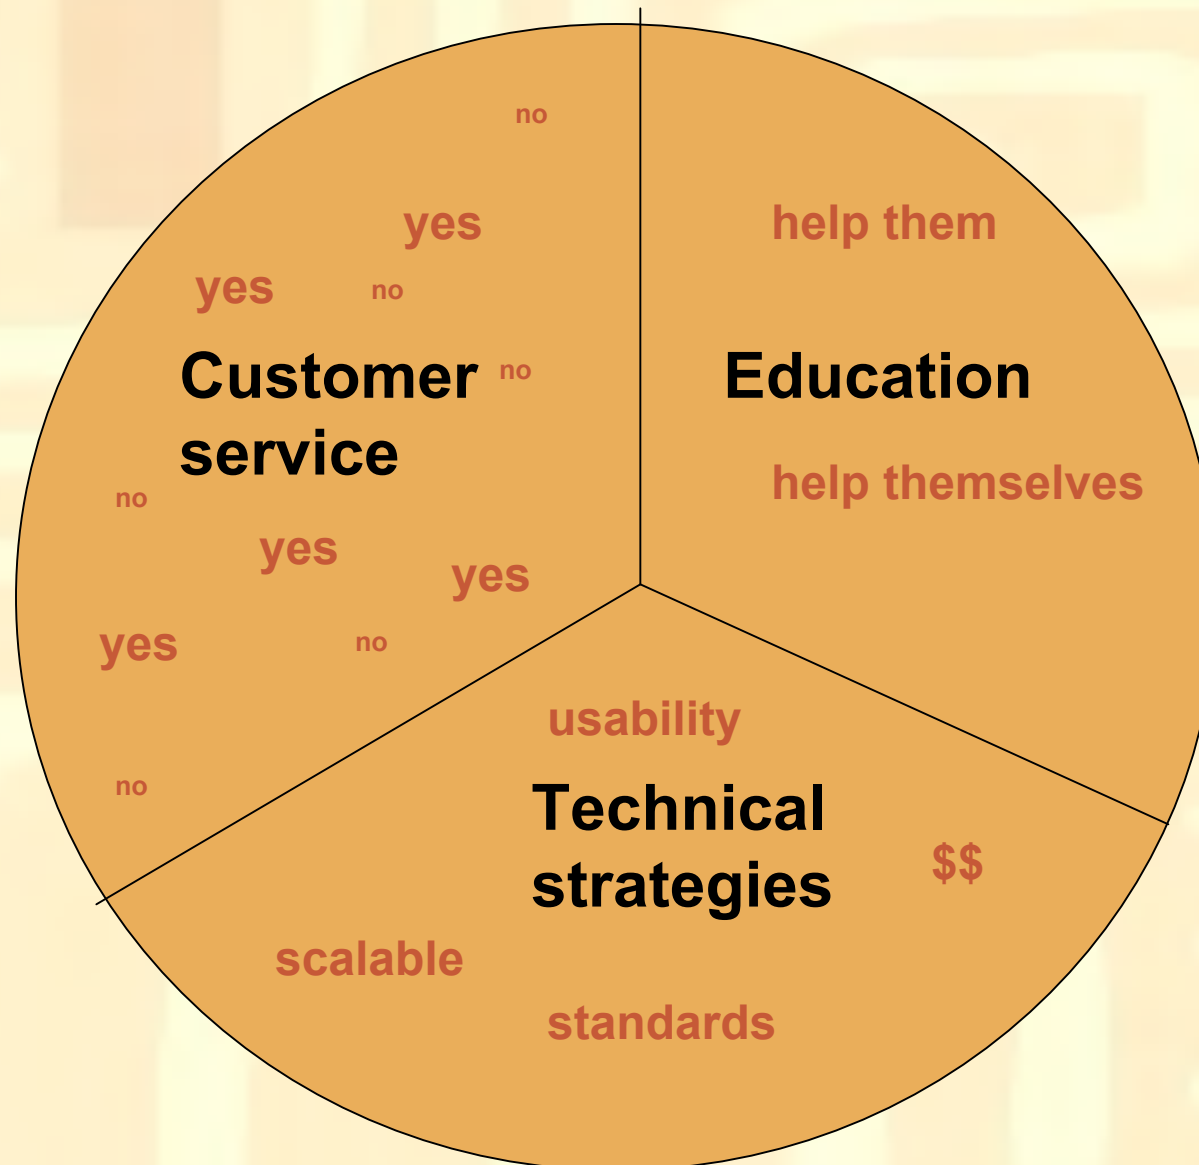 no
yes
yes
no
Customer
service
no
no
yes
yes
yes
no
no
help them
Education
help themselves
usability
Technical
strategies
$$
scalable
standards